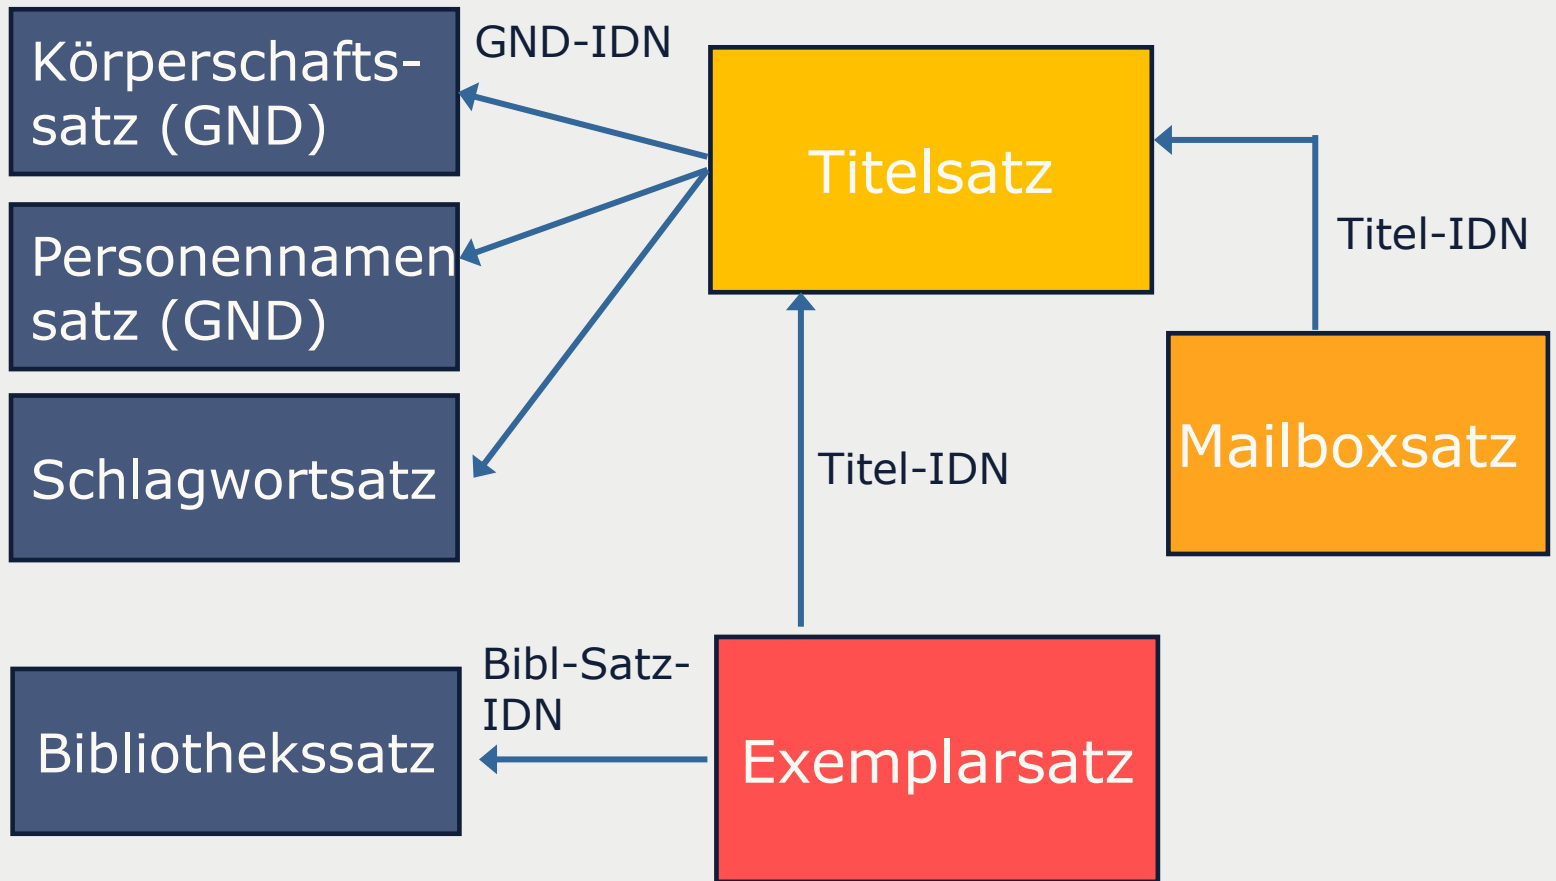 Körperschafts-
satz (GND)
GND-IDN
Titelsatz
Personennamen
satz (GND)
Titel-IDN
Schlagwortsatz
Titel-IDN
Mailboxsatz
Bibliothekssatz
Bibl-Satz-
IDN
Exemplarsatz